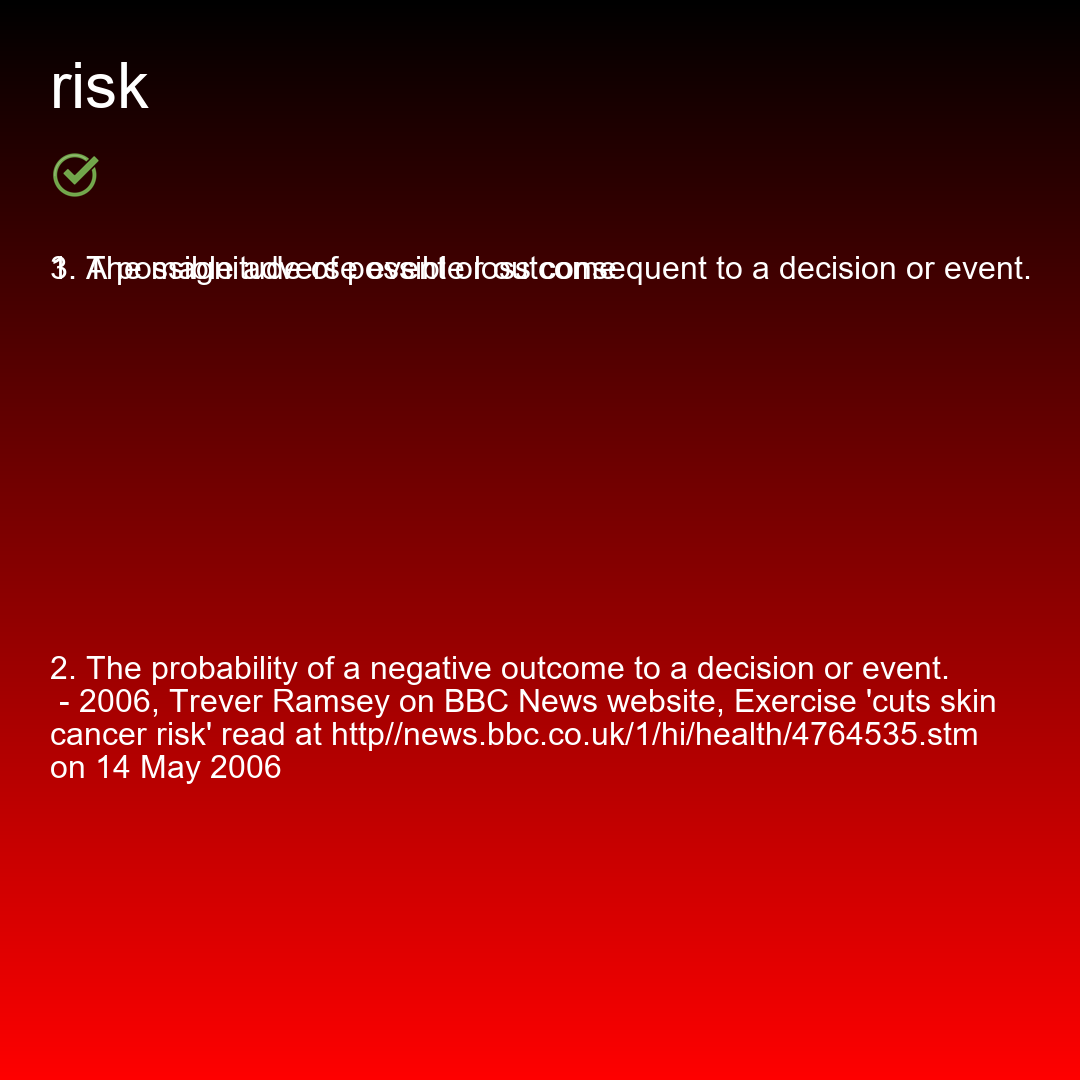 risk
1. A possible adverse event or outcome
3. The magnitude of possible loss consequent to a decision or event.
2. The probability of a negative outcome to a decision or event.
 - 2006, Trever Ramsey on BBC News website, Exercise 'cuts skin
cancer risk' read at http//news.bbc.co.uk/1/hi/health/4764535.stm
on 14 May 2006